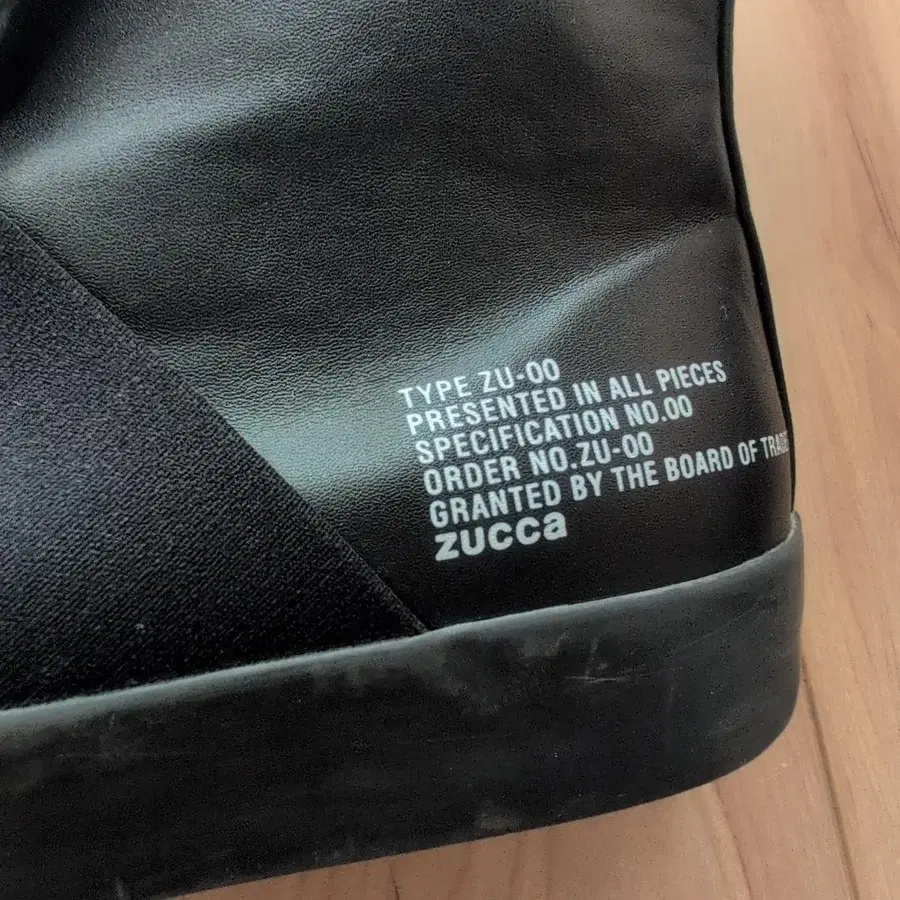 TYPE ZU-00
PRESENTED IN ALL PIECES
SPECIFICATION NO.00
ORDER NO.ZU-00
GRANTED BY THE BOARD OF TRADE
zucca